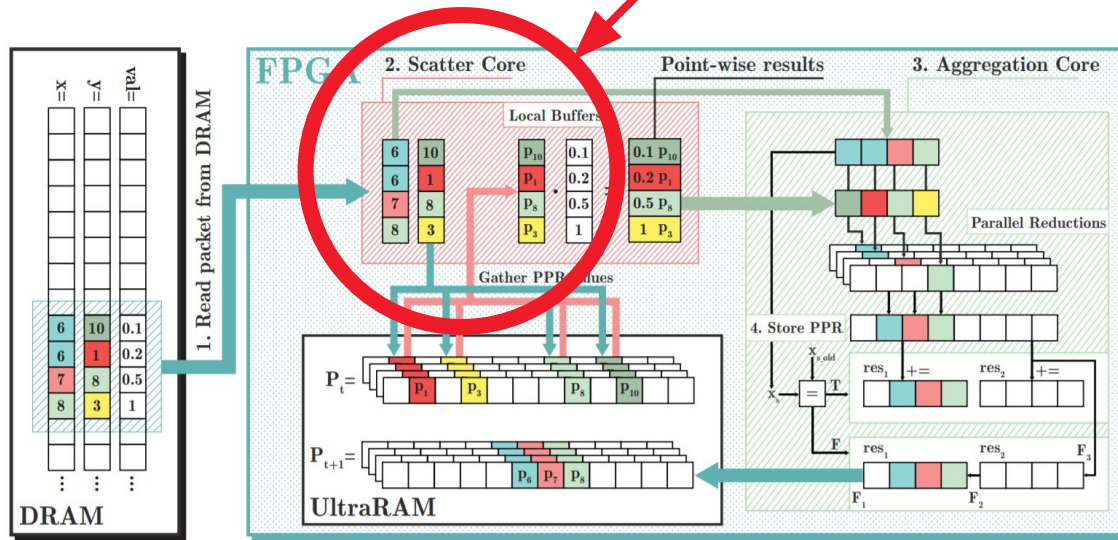 x=
y=
val=
6 10 0.1
6 1 0.2
7 8 0.5
8 3 1
...
...
...
DRAM
1. Read packet from DRAM
FPGA
2. Scatter Core
Point-wise results
3. Aggregation Core
Local Buffers
6 10 p10 0.1 0.1 p10
6 1 p1 0.2 0.2 p1
7 8 · p8 0.5 0.5 p8
8 3 p3 1 1 p3
Parallel Reductions
Gather PPR
4. Store PPR
Pt= p1 p3 p8 p10
Pt+1= p6 p7 p8
UltraRAM
xs_old
xs = T
F
res1 += res2 +=
res1 res2
F1 F2 F3